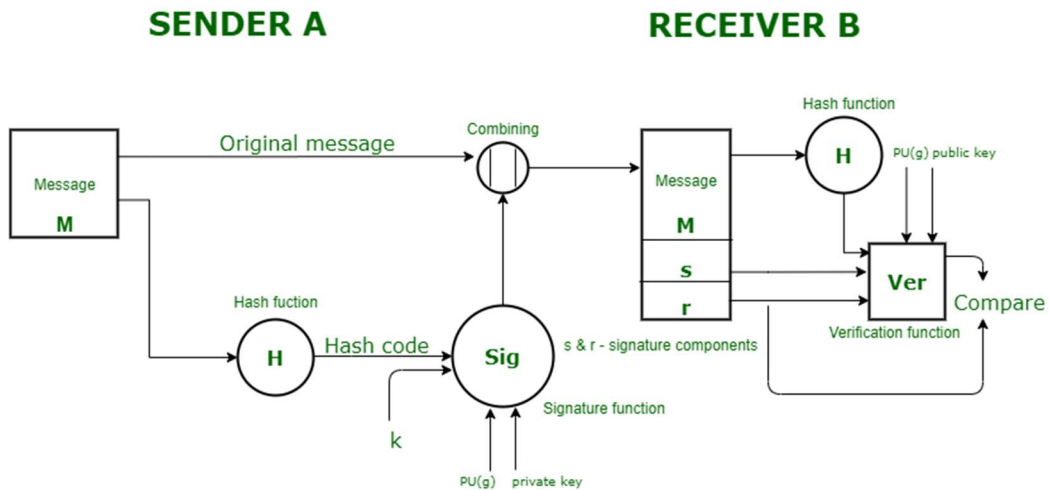 SENDER A
RECEIVER B
Original message
Combining
Hash function
Message
M
Message
M
H
PU(g) public key
s
r
Ver
Compare
Verification function
Hash fuction
H
Hash code
Sig
s & r - signature components
Signature function
k
PU(g)
private key